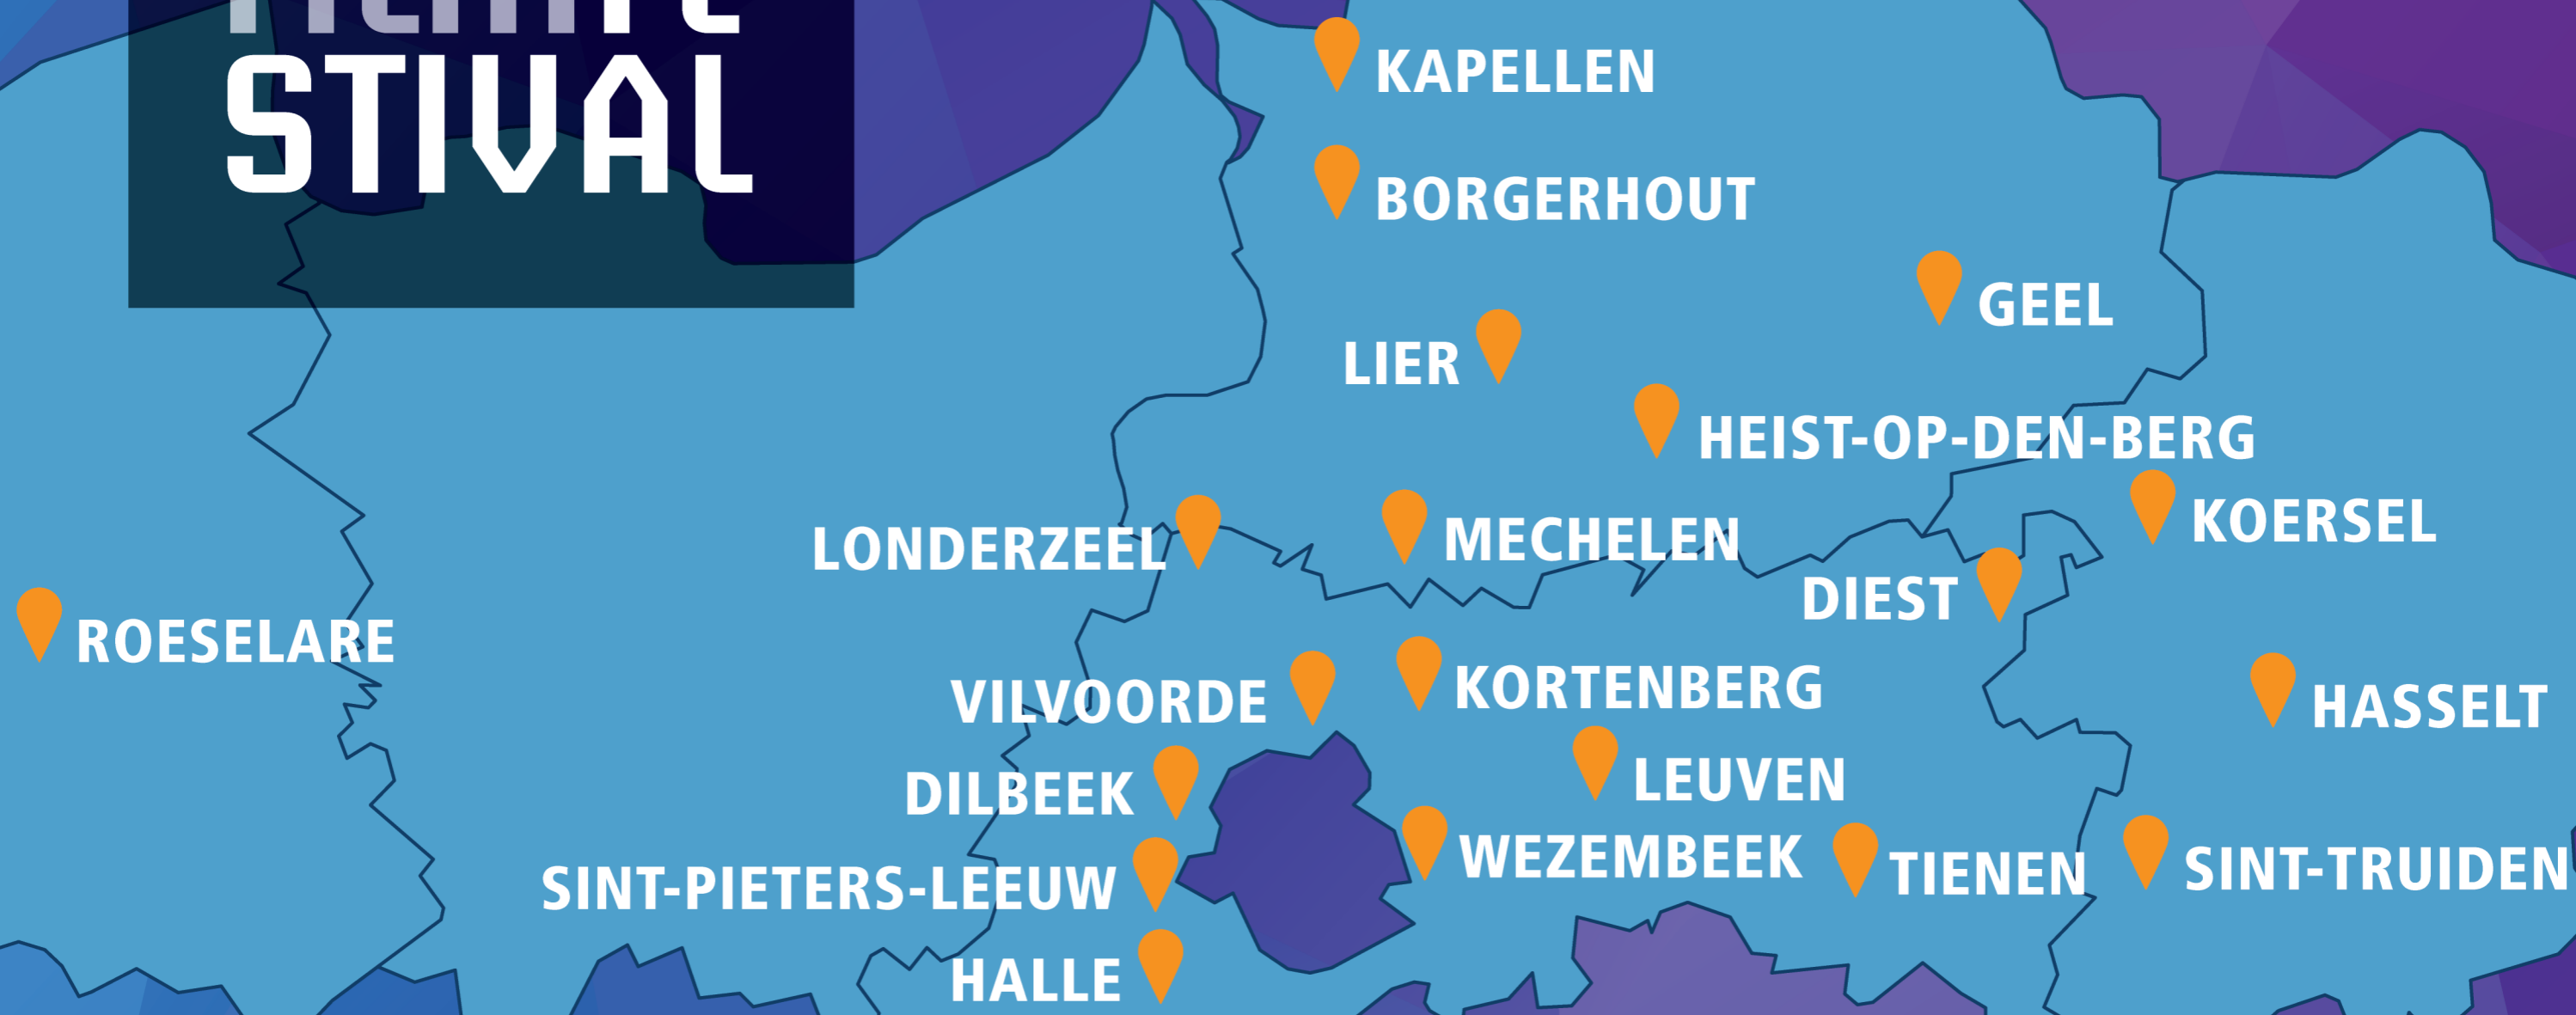 STIVAL
KAPELLEN
BORGERHOUT
GEEL
LIER
HEIST-OP-DEN-BERG
KOERSEL
LONDERZEEL
MECHELEN
DIEST
ROESELARE
VILVOORDE
KORTENBERG
HASSELT
LEUVEN
DILBEEK
WEZEMBEEK
TIENEN
SINT-TRUIDEN
SINT-PIETERS-LEEUW
HALLE